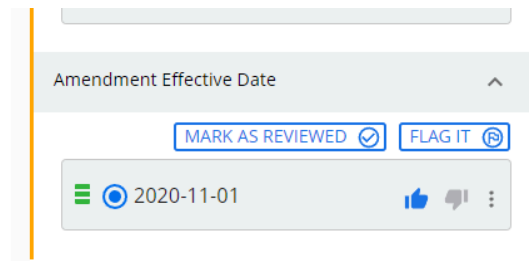 Amendment Effective Date
MARK AS REVIEWED FLAG IT
2020-11-01